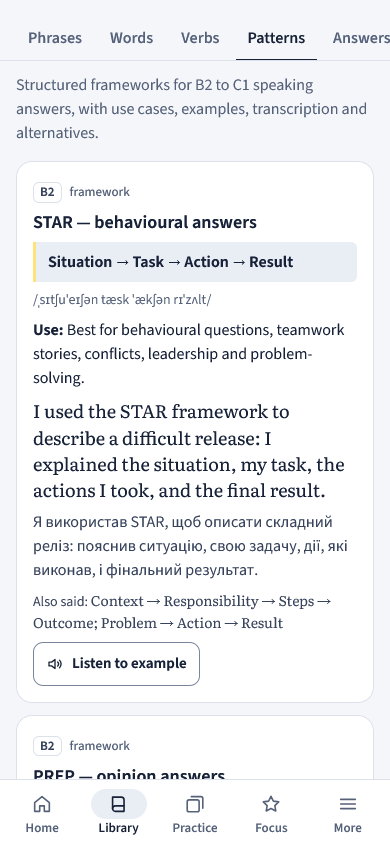 Phrases Words Verbs Patterns Answers
Structured frameworks for B2 to C1 speaking
answers, with use cases, examples, transcription and
alternatives.
B2 framework
STAR — behavioural answers
Situation → Task → Action → Result
/ˌsɪtʃuˈeɪʃən tæsk ˈækʃən rɪˈzʌlt/
Use: Best for behavioural questions, teamwork
stories, conflicts, leadership and problem-
solving.
I used the STAR framework to
describe a difficult release: I
explained the situation, my task, the
actions I took, and the final result.
Я використав STAR, щоб описати складний
реліз: пояснив ситуацію, свою задачу, дії, які
виконав, і фінальний результат.
Also said: Context → Responsibility → Steps →
Outcome; Problem → Action → Result
Listen to example
B2 framework
PREP — opinion answers
Home Library Practice Focus More